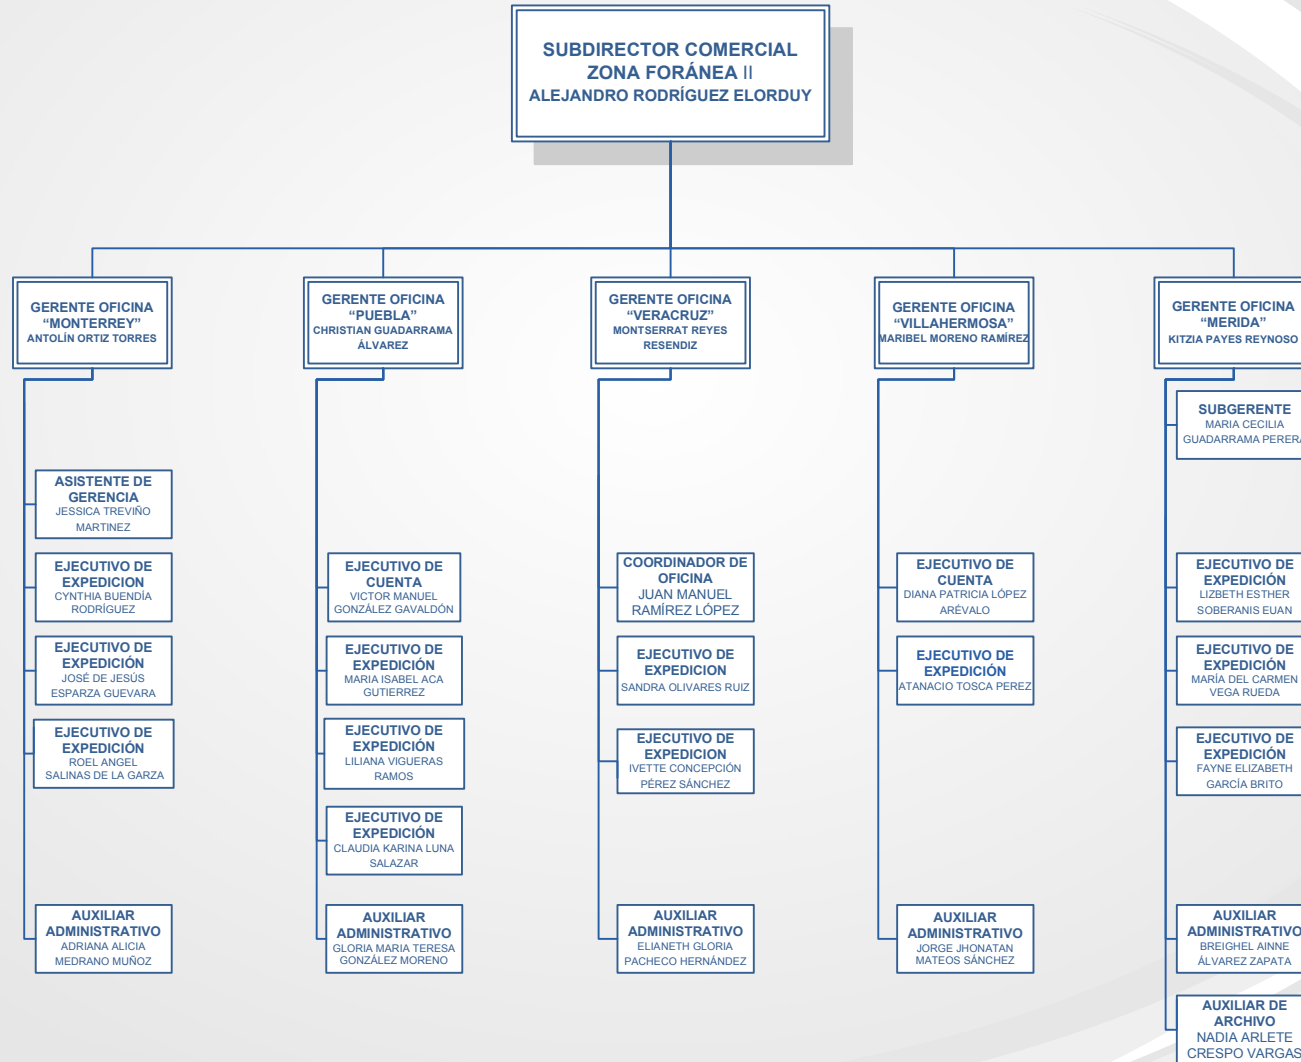 SUBDIRECTOR COMERCIAL
ZONA FORÁNEA II
ALEJANDRO RODRÍGUEZ ELORDUY
GERENTE OFICINA
“MONTERREY”
ANTOLÍN ORTIZ TORRES
ASISTENTE DE
GERENCIA
JESSICA TREVIÑO
MARTINEZ
EJECUTIVO DE
EXPEDICION
CYNTHIA BUENDÍA
RODRÍGUEZ
EJECUTIVO DE
EXPEDICIÓN
JOSÉ DE JESÚS
ESPARZA GUEVARA
EJECUTIVO DE
EXPEDICIÓN
ROEL ANGEL
SALINAS DE LA GARZA
AUXILIAR
ADMINISTRATIVO
ADRIANA ALICIA
MEDRANO MUÑOZ
GERENTE OFICINA
“PUEBLA”
CHRISTIAN GUADARRAMA
ÁLVAREZ
EJECUTIVO DE
CUENTA
VICTOR MANUEL
GONZÁLEZ GAVALDÓN
EJECUTIVO DE
EXPEDICIÓN
MARIA ISABEL ACA
GUTIERREZ
EJECUTIVO DE
EXPEDICIÓN
LILIANA VIGUERAS
RAMOS
EJECUTIVO DE
EXPEDICIÓN
CLAUDIA KARINA LUNA
SALAZAR
AUXILIAR
ADMINISTRATIVO
GLORIA MARIA TERESA
GONZÁLEZ MORENO
GERENTE OFICINA
“VERACRUZ”
MONTSERRAT REYES
RESENDIZ
COORDINADOR DE
OFICINA
JUAN MANUEL
RAMÍREZ LÓPEZ
EJECUTIVO DE
EXPEDICION
SANDRA OLIVARES RUIZ
EJECUTIVO DE
EXPEDICION
IVETTE CONCEPCIÓN
PÉREZ SÁNCHEZ
AUXILIAR
ADMINISTRATIVO
ELIANETH GLORIA
PACHECO HERNÁNDEZ
GERENTE OFICINA
“VILLAHERMOSA”
MARIBEL MORENO RAMÍREZ
EJECUTIVO DE
CUENTA
DIANA PATRICIA LÓPEZ
ARÉVALO
EJECUTIVO DE
EXPEDICIÓN
ATANACIO TOSCA PEREZ
AUXILIAR
ADMINISTRATIVO
JORGE JHONATAN
MATEOS SÁNCHEZ
GERENTE OFICINA
“MERIDA”
KITZIA PAYES REYNOSO
SUBGERENTE
MARIA CECILIA
GUADARRAMA PERERA
EJECUTIVO DE
EXPEDICIÓN
LIZBETH ESTHER
SOBERANIS EUAN
EJECUTIVO DE
EXPEDICIÓN
MARÍA DEL CARMEN
VEGA RUEDA
EJECUTIVO DE
EXPEDICIÓN
FAYNE ELIZABETH
GARCÍA BRITO
AUXILIAR
ADMINISTRATIVO
BREIGHEL AINNE
ÁLVAREZ ZAPATA
AUXILIAR DE
ARCHIVO
NADIA ARLETE
CRESPO VARGAS